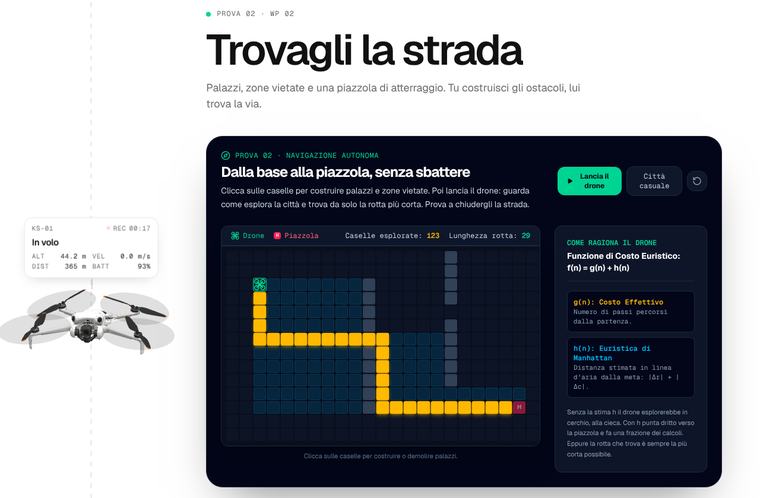 PROVA 02 · WP 02
Trovagli la strada
Palazzi, zone vietate e una piazzola di atterraggio. Tu costruisci gli ostacoli, lui
trova la via.
PROVA 02 · NAVIGAZIONE AUTONOMA
Dalla base alla piazzola, senza sbattere
Clicca sulle caselle per costruire palazzi e zone vietate. Poi lancia il drone: guarda
come esplora la città e trova da solo la rotta più corta. Prova a chiudergli la strada.
Lancia il
drone
Città
casuale
KS-01 REC 00:17
In volo
ALT 44.2 m VEL 0.0 m/s
DIST 365 m BATT 93%
Drone H Piazzola Caselle esplorate: 123 Lunghezza rotta: 29
H
Clicca sulle caselle per costruire o demolire palazzi.
COME RAGIONA IL DRONE
Funzione di Costo Euristico:
f(n) = g(n) + h(n)
g(n): Costo Effettivo
Numero di passi percorsi
dalla partenza.
h(n): Euristica di
Manhattan
Distanza stimata in linea
d'aria dalla meta: |Δr| + |
Δc|.
Senza la stima h il drone esplorerebbe in
cerchio, alla cieca. Con h punta dritto verso
la piazzola e fa una frazione dei calcoli.
Eppure la rotta che trova è sempre la più
corta possibile.